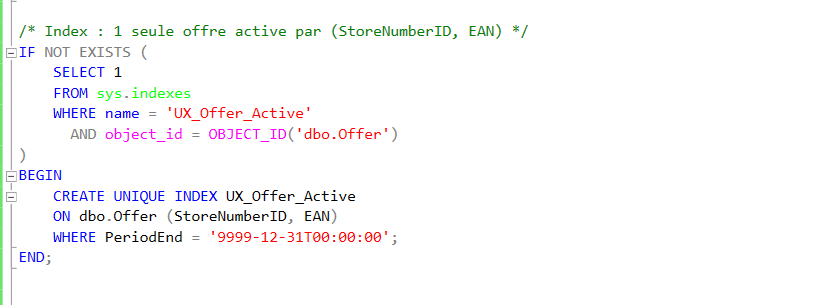 /* Index : 1 seule offre active par (StoreNumberID, EAN) */
IF NOT EXISTS (
    SELECT 1
    FROM sys.indexes
    WHERE name = 'UX_Offer_Active'
      AND object_id = OBJECT_ID('dbo.Offer')
)
BEGIN
    CREATE UNIQUE INDEX UX_Offer_Active
    ON dbo.Offer (StoreNumberID, EAN)
    WHERE PeriodEnd = '9999-12-31T00:00:00';
END;